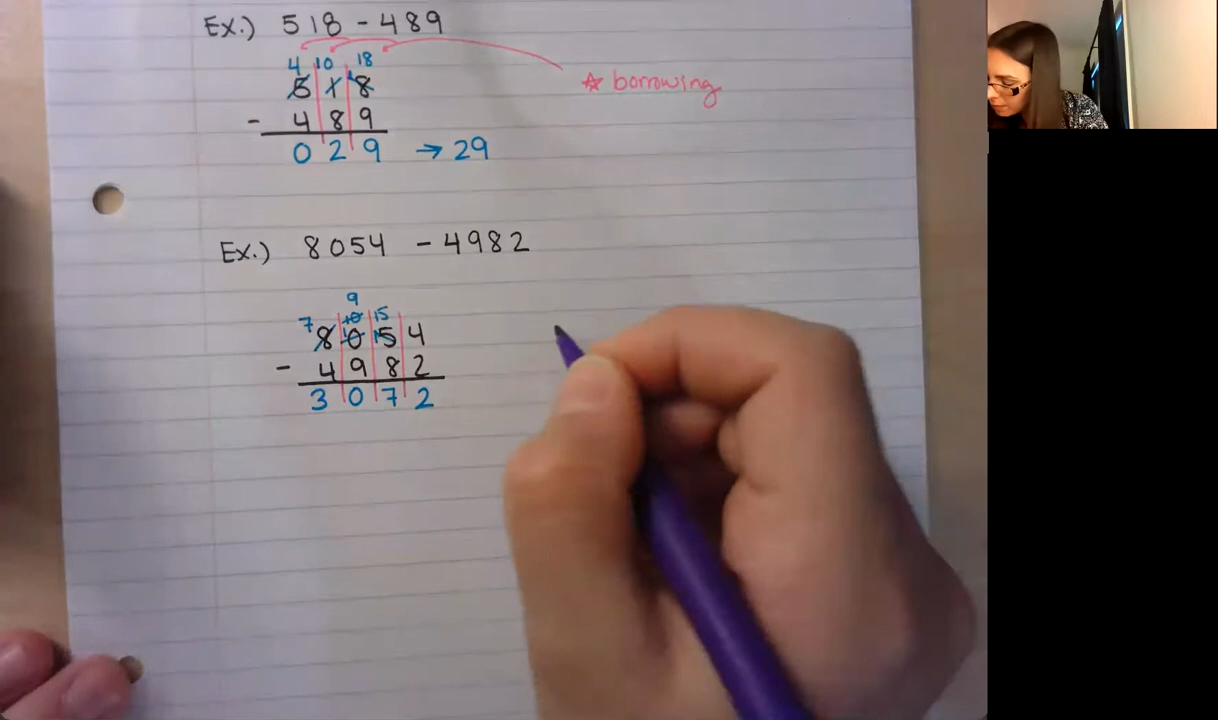 Ex.) 518 - 489
4 10 18
5 1 8
☆ borrowing
- 4 8 9
0 2 9 → 29
Ex.) 8054 - 4982
9
7 10 15
8 0 5 4
- 4 9 8 2
3 0 7 2